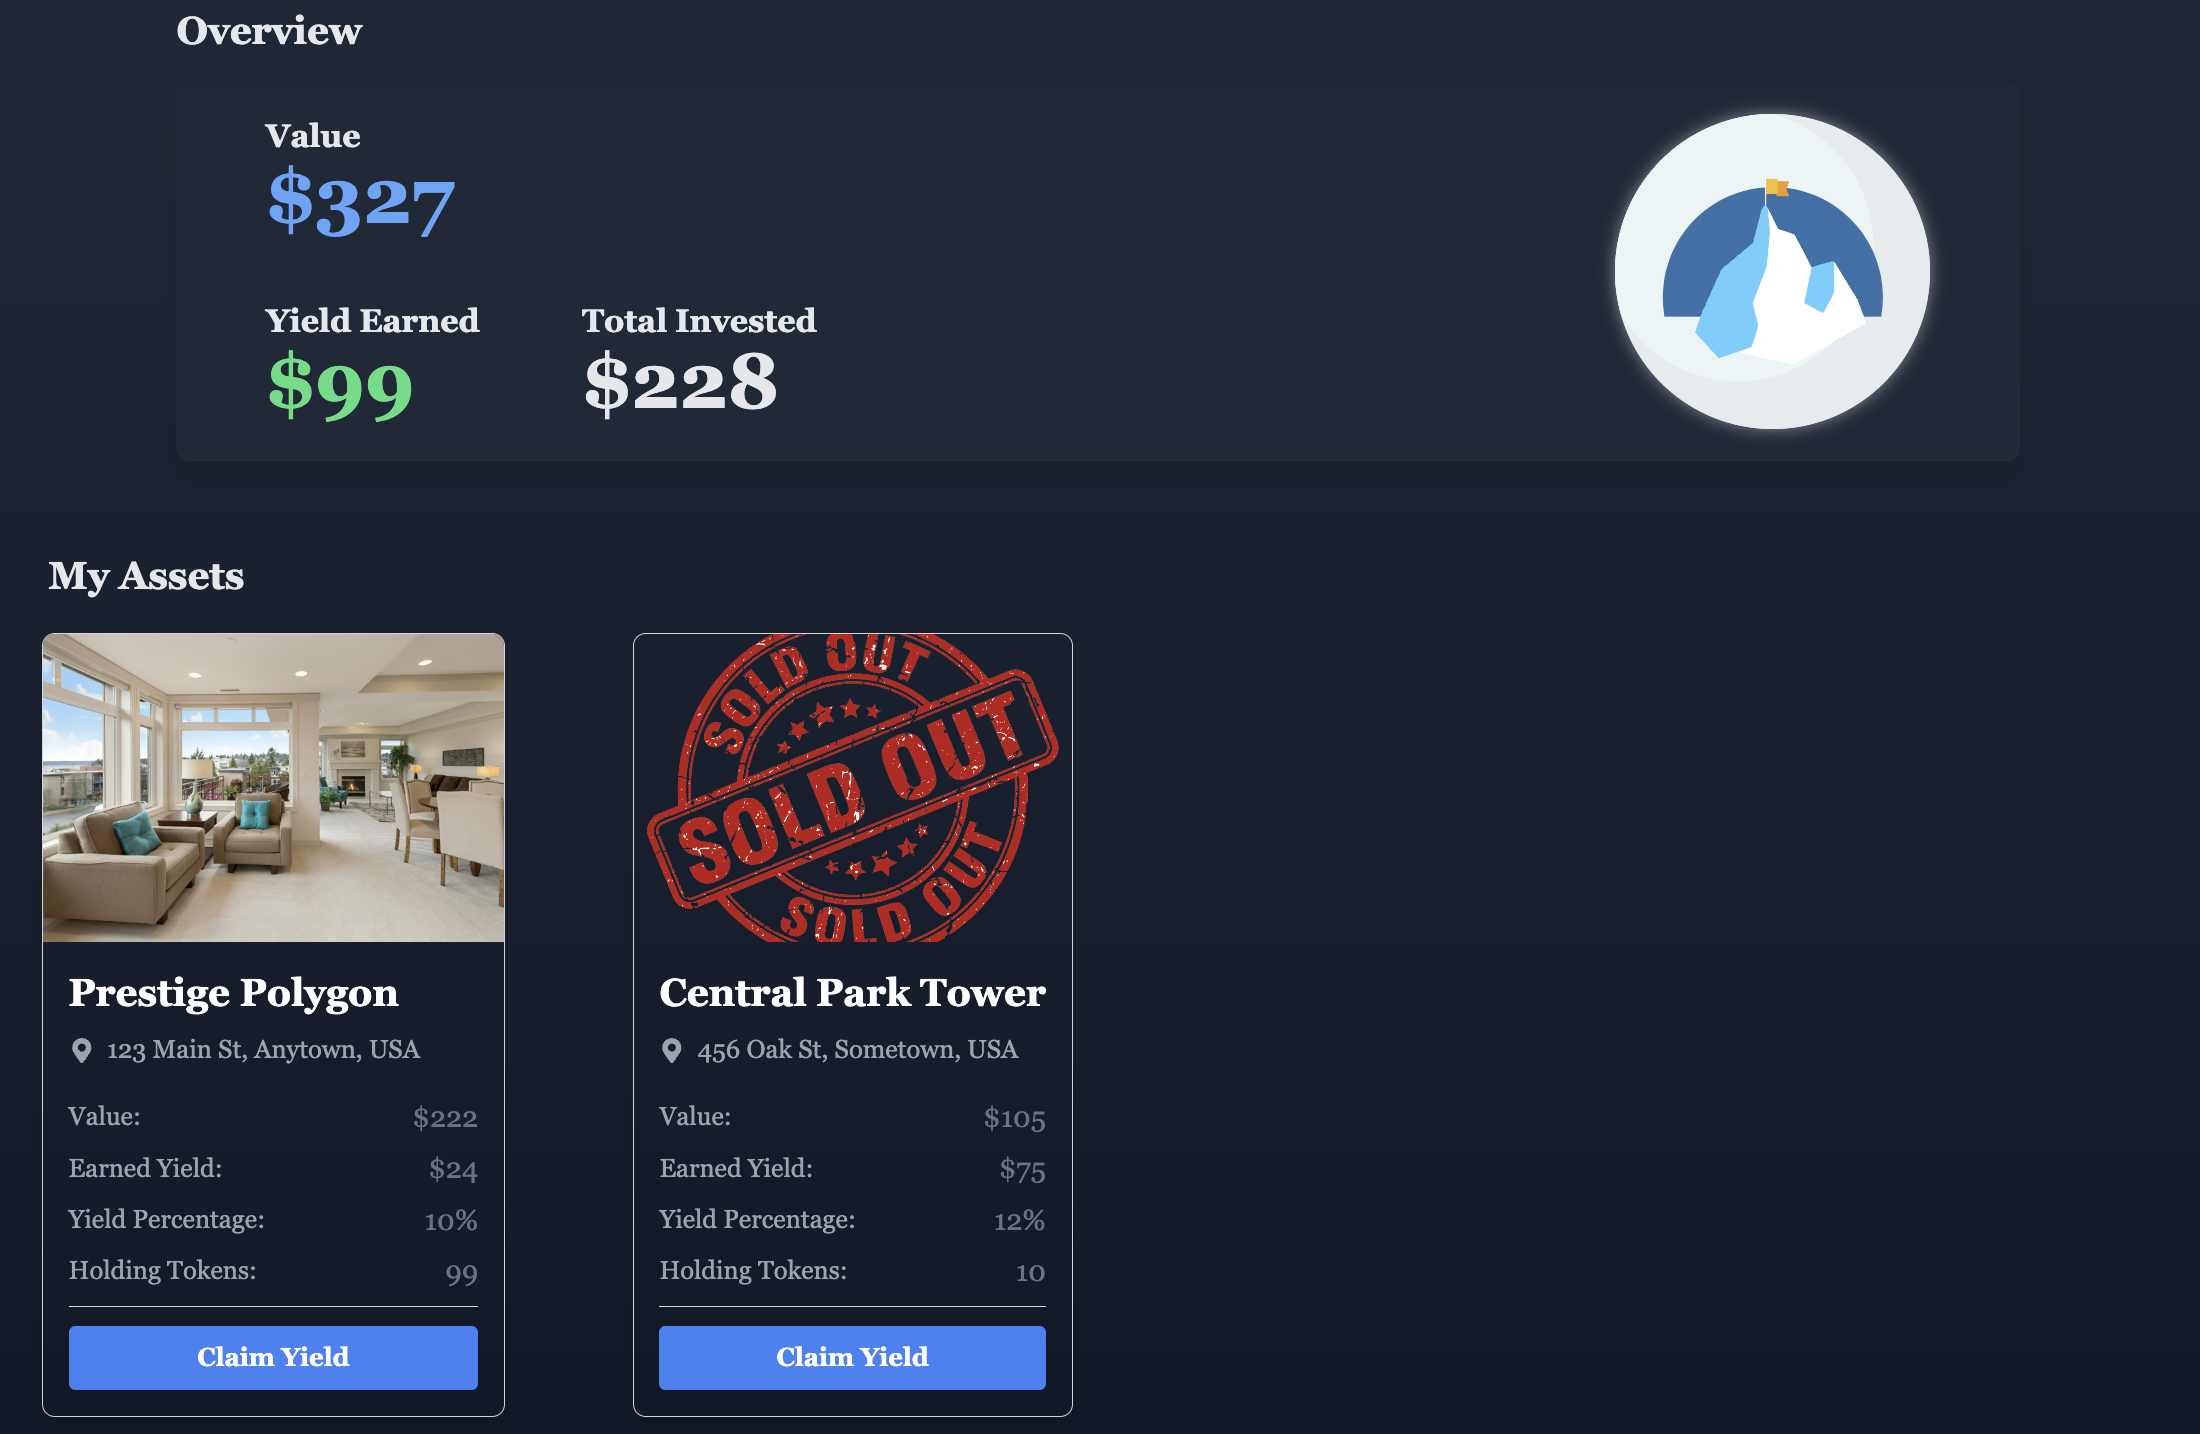 Overview
Value
$327
Yield Earned
$99
Total Invested
$228
My Assets
Prestige Polygon
123 Main St, Anytown, USA
Value: $222
Earned Yield: $24
Yield Percentage: 10%
Holding Tokens: 99
Claim Yield
SOLD OUT
SOLD OUT
SOLD OUT
Central Park Tower
456 Oak St, Sometown, USA
Value: $105
Earned Yield: $75
Yield Percentage: 12%
Holding Tokens: 10
Claim Yield